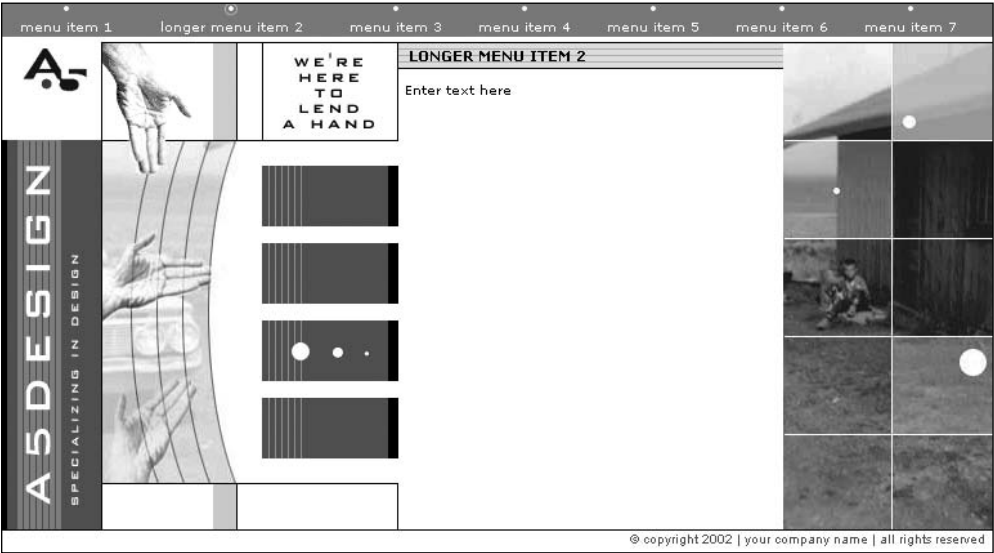 menu item 1 longer menu item 2 menu item 3 menu item 4 menu item 5 menu item 6 menu item 7
A5
WE'RE
HERE
TO
LEND
A HAND
LONGER MENU ITEM 2
Enter text here
A5DESIGN
SPECIALIZING IN DESIGN
© copyright 2002 | your company name | all rights reserved